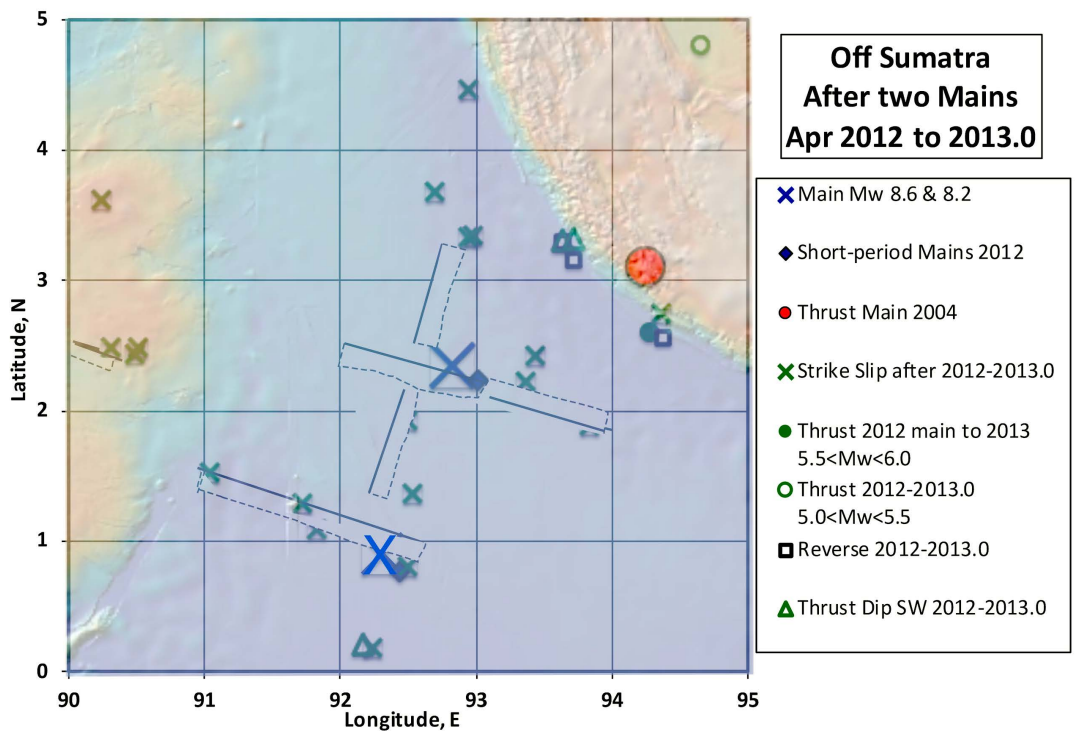 Off Sumatra
After two Mains
Apr 2012 to 2013.0
5
4
3
2
1
0
Latitude, N
90
91
92
93
94
95
Longitude, E
Main Mw 8.6 & 8.2
Short-period Mains 2012
Thrust Main 2004
Strike Slip after 2012-2013.0
Thrust 2012 main to 2013
5.5<Mw<6.0
Thrust 2012-2013.0
5.0<Mw<5.5
Reverse 2012-2013.0
Thrust Dip SW 2012-2013.0